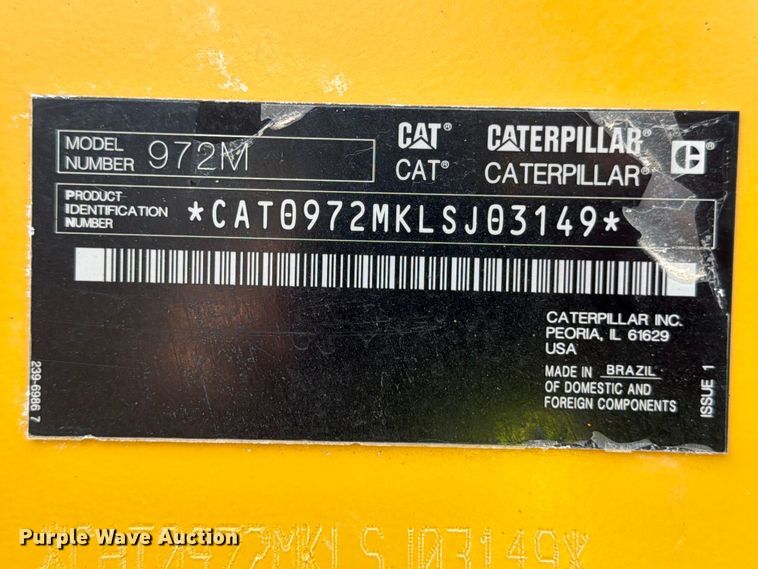 MODEL NUMBER 972M
CAT® CATERPILLAR®
CAT® CATERPILLAR®
PRODUCT IDENTIFICATION NUMBER *CAT0972MKLSJ03149*
CATERPILLAR INC.
PEORIA, IL 61629
USA
MADE IN BRAZIL
OF DOMESTIC AND
FOREIGN COMPONENTS
ISSUE 1
239-6986 7
*CAT0972MKLSJ03149*
Purple Wave Auction